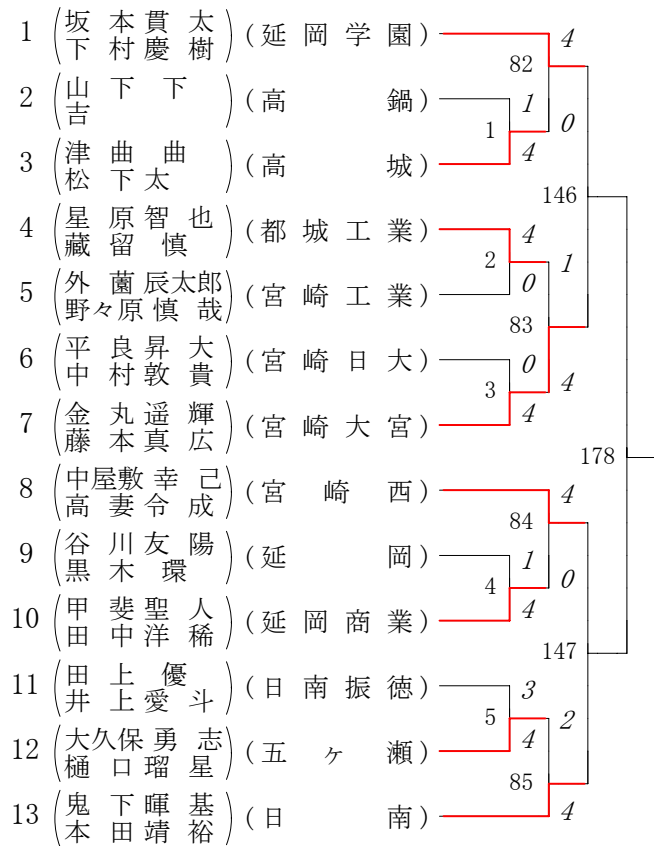 1 (坂本貫太 下村慶樹) (延岡学園) 4
82
2 (山下下 吉) (高鍋) 1
1
0
3 (津曲曲 松下太) (高城) 4
146
4 (星原智也 藏留慎) (都城工業) 4
2
1
5 (外薗辰太郎 野々原慎哉) (宮崎工業) 0
83
6 (平良昇大 中村敦貴) (宮崎日大) 0
3
4
7 (金丸遥輝 藤本真広) (宮崎大宮) 4
178
8 (中屋敷幸己 高妻令成) (宮崎西) 4
84
9 (谷川友陽 黒木環) (延岡) 1
4
0
10 (甲斐聖人 田中洋稀) (延岡商業) 4
147
11 (田上優 井上愛斗) (日南振徳) 3
5
2
12 (大久保勇志 樋口瑠星) (五ヶ瀬) 4
85
13 (鬼下暉基 本田靖裕) (日南) 4